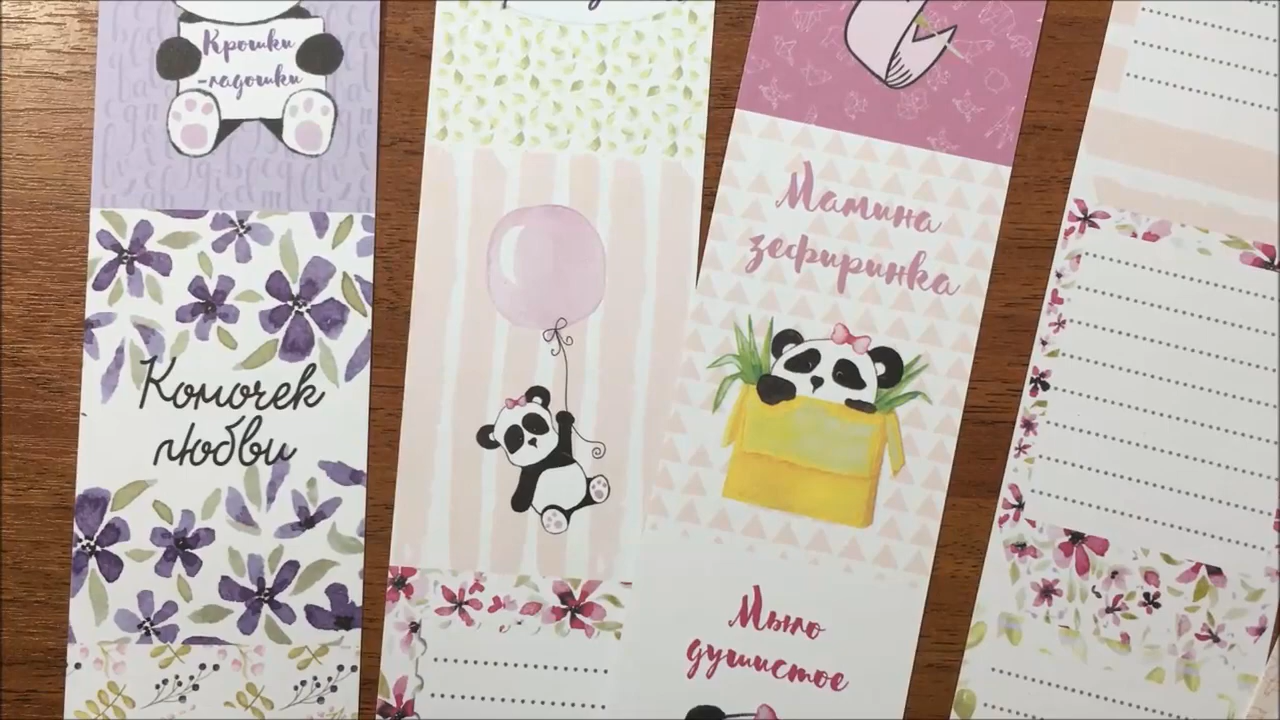 Крошки
-ладошки
Комочек
любви
Мамина
зефиринка
Мыло
душистое